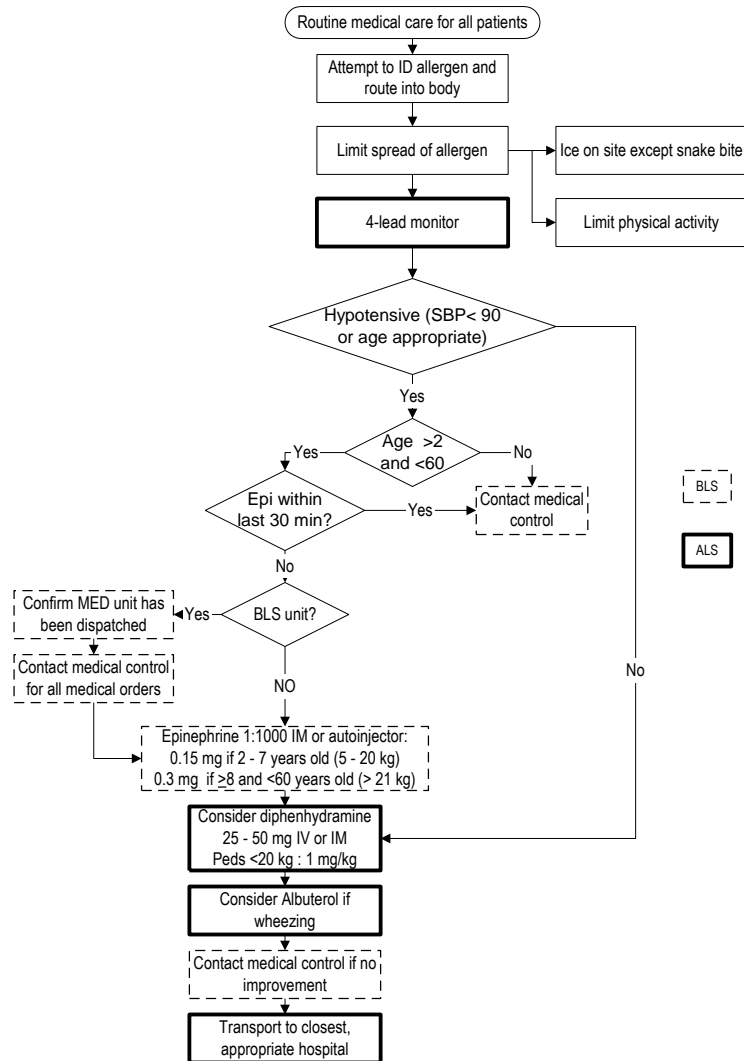 Routine medical care for all patients
Attempt to ID allergen and
route into body
Limit spread of allergen
Ice on site except snake bite
4-lead monitor
Limit physical activity
Hypotensive (SBP< 90
or age appropriate)
Yes
Yes
Age >2
and <60
No
Epi within
last 30 min?
Yes
Contact medical
control
BLS
ALS
No
Confirm MED unit has
been dispatched
Yes
BLS unit?
Contact medical control
for all medical orders
NO
No
Epinephrine 1:1000 IM or autoinjector:
0.15 mg if 2 - 7 years old (5 - 20 kg)
0.3 mg if ≥8 and <60 years old (> 21 kg)
Consider diphenhydramine
25 - 50 mg IV or IM
Peds <20 kg : 1 mg/kg
Consider Albuterol if
wheezing
Contact medical control if no
improvement
Transport to closest,
appropriate hospital